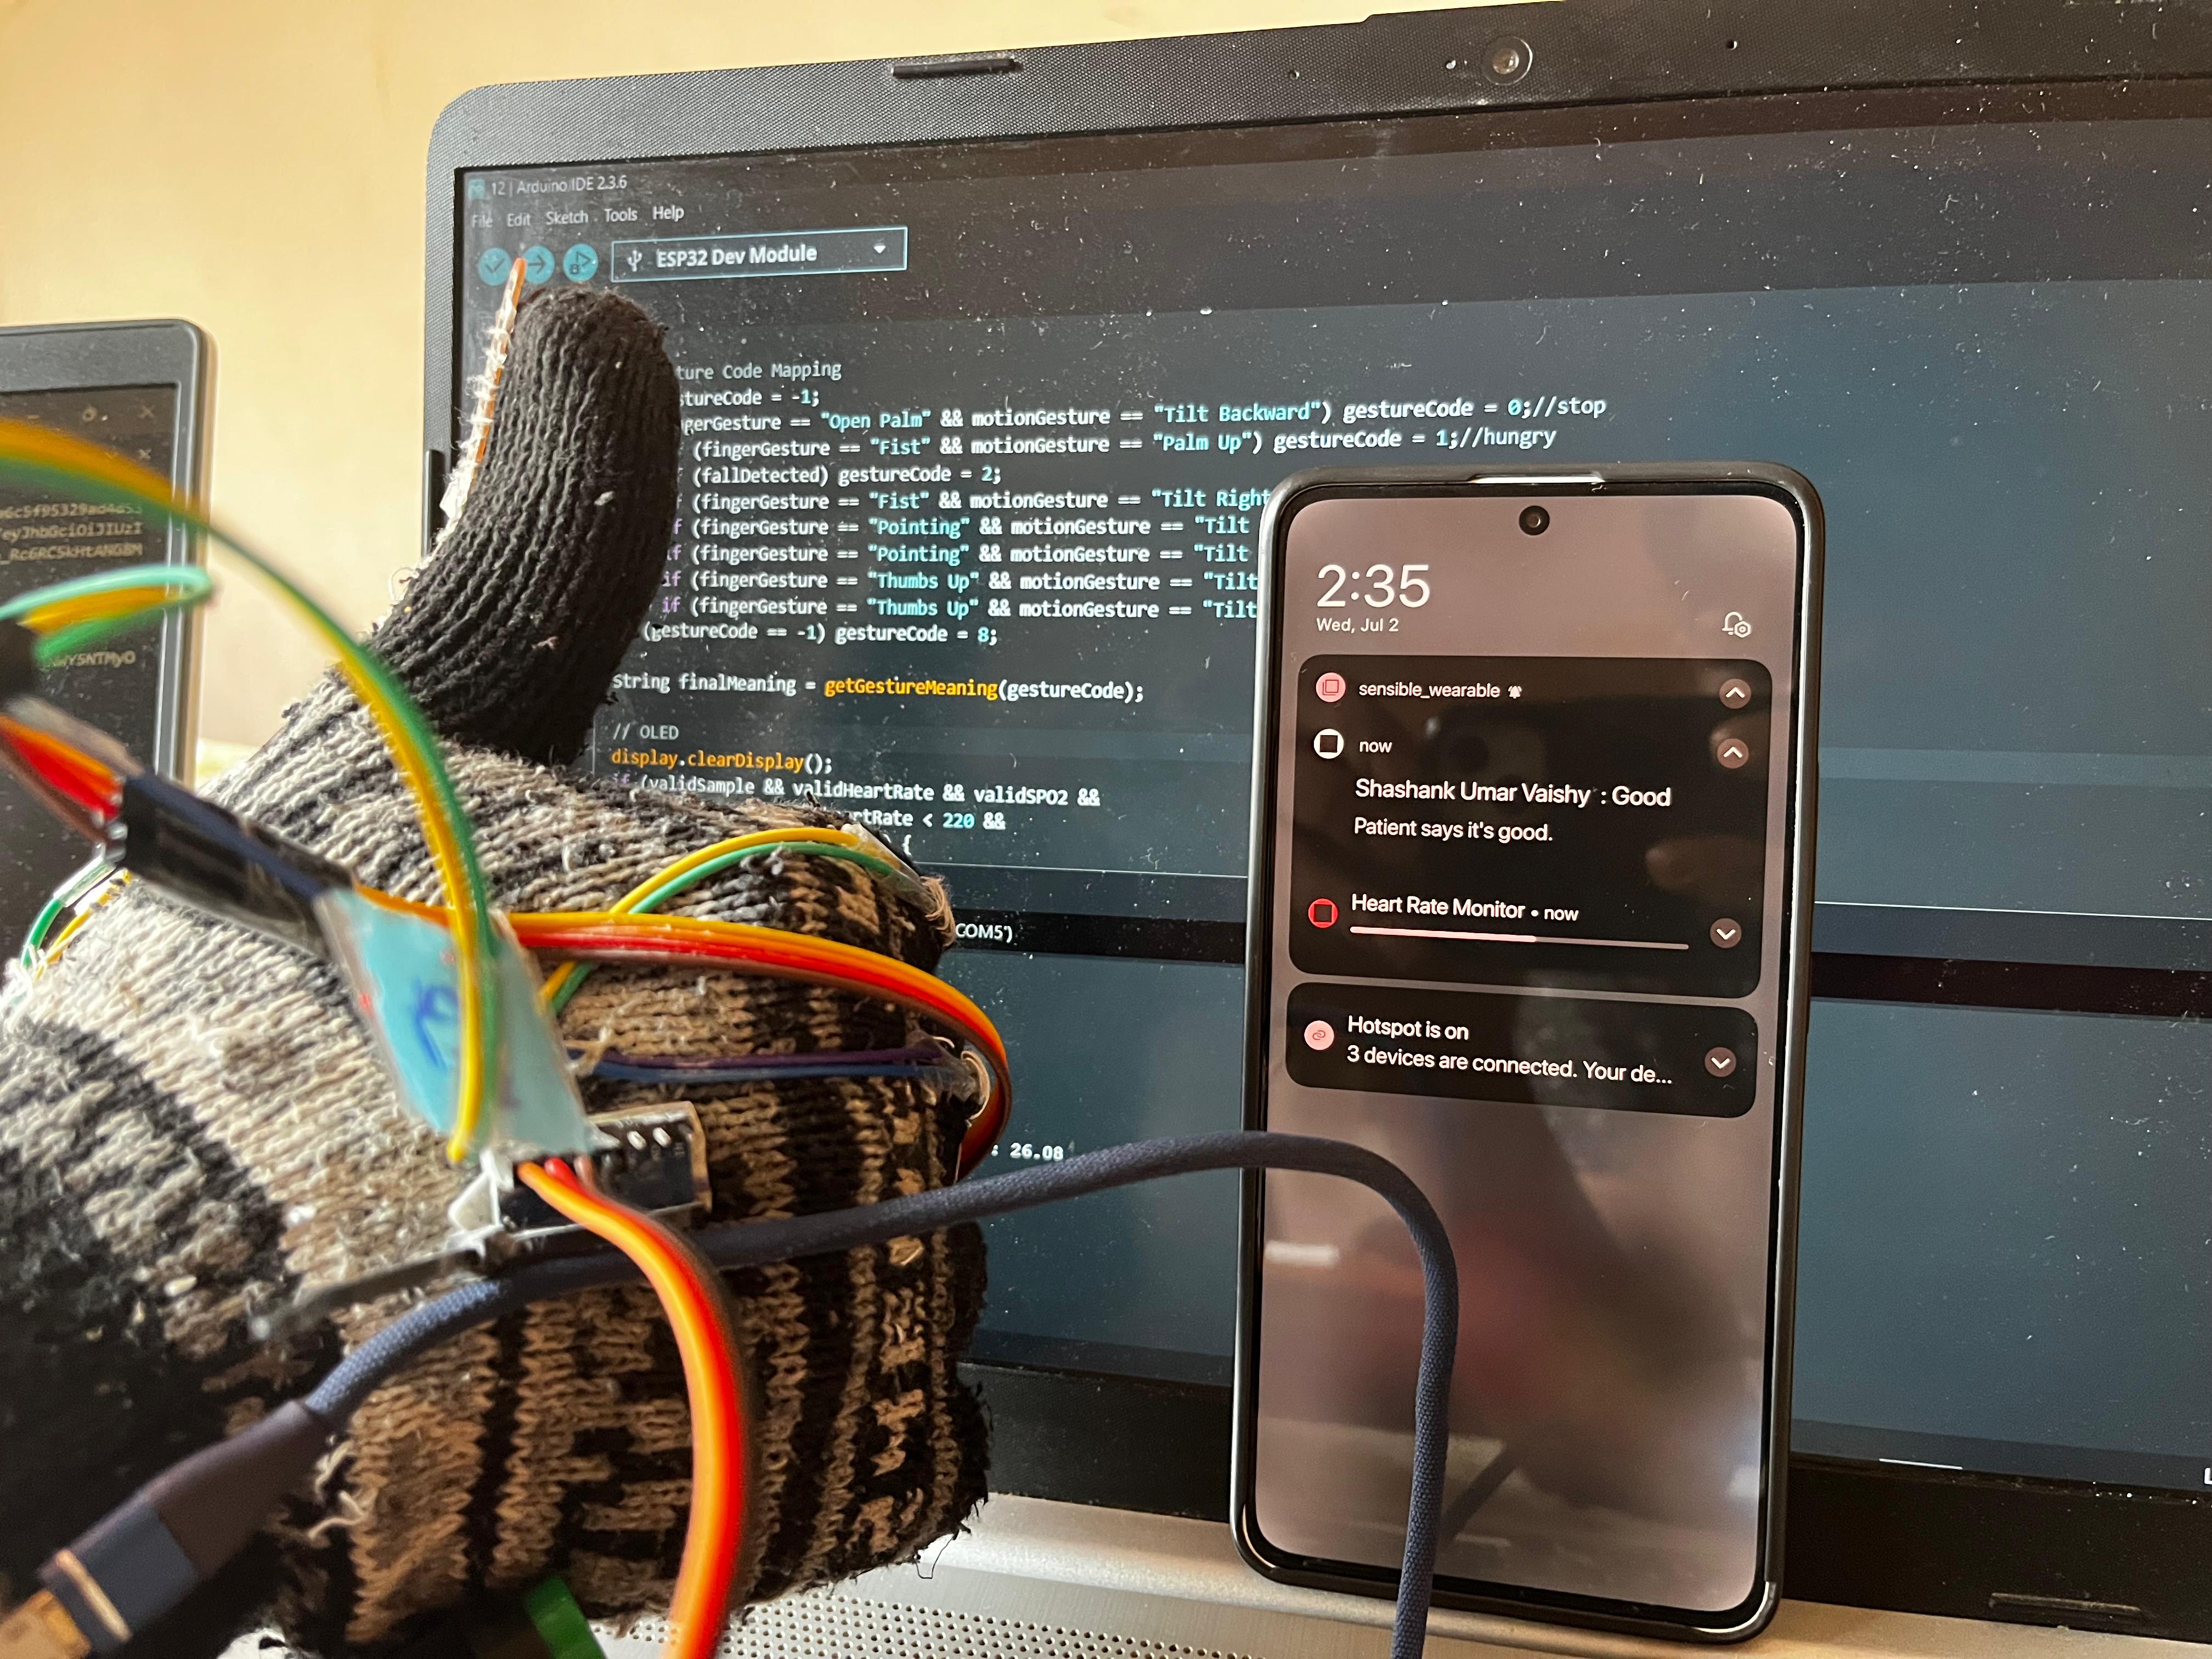 12 | Arduino IDE 2.3.6
File Edit Sketch Tools Help
ESP32 Dev Module
ture Code Mapping
stureCode = -1;
gerGesture == "Open Palm" && motionGesture == "Tilt Backward") gestureCode = 0;//stop
(fingerGesture == "Fist" && motionGesture == "Palm Up") gestureCode = 1;//hungry
(fallDetected) gestureCode = 2;
(fingerGesture == "Fist" && motionGesture == "Tilt Right
f (fingerGesture == "Pointing" && motionGesture == "Tilt
if (fingerGesture == "Pointing" && motionGesture == "Tilt
if (fingerGesture == "Thumbs Up" && motionGesture == "Tilt
if (fingerGesture == "Thumbs Up" && motionGesture == "Tilt
(gestureCode == -1) gestureCode = 8;
String finalMeaning = getGestureMeaning(gestureCode);
// OLED
display.clearDisplay();
if (validSample && validHeartRate && validSPO2 &&
rtRate < 220 &&
{
COM5')
: 26.08
2:35
Wed, Jul 2
sensible_wearable
now
Shashank Umar Vaishy : Good
Patient says it's good.
Heart Rate Monitor • now
Hotspot is on
3 devices are connected. Your de...